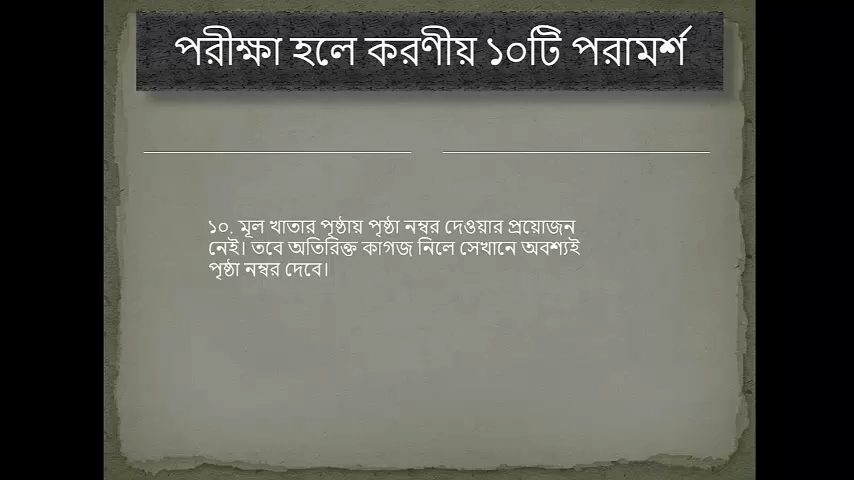 পরীক্ষা হলে করণীয় ১০টি পরামর্শ
১০. মূল খাতার পৃষ্ঠায় পৃষ্ঠা নম্বর দেওয়ার প্রয়োজন
নেই। তবে অতিরিক্ত কাগজ নিলে সেখানে অবশ্যই
পৃষ্ঠা নম্বর দেবে।